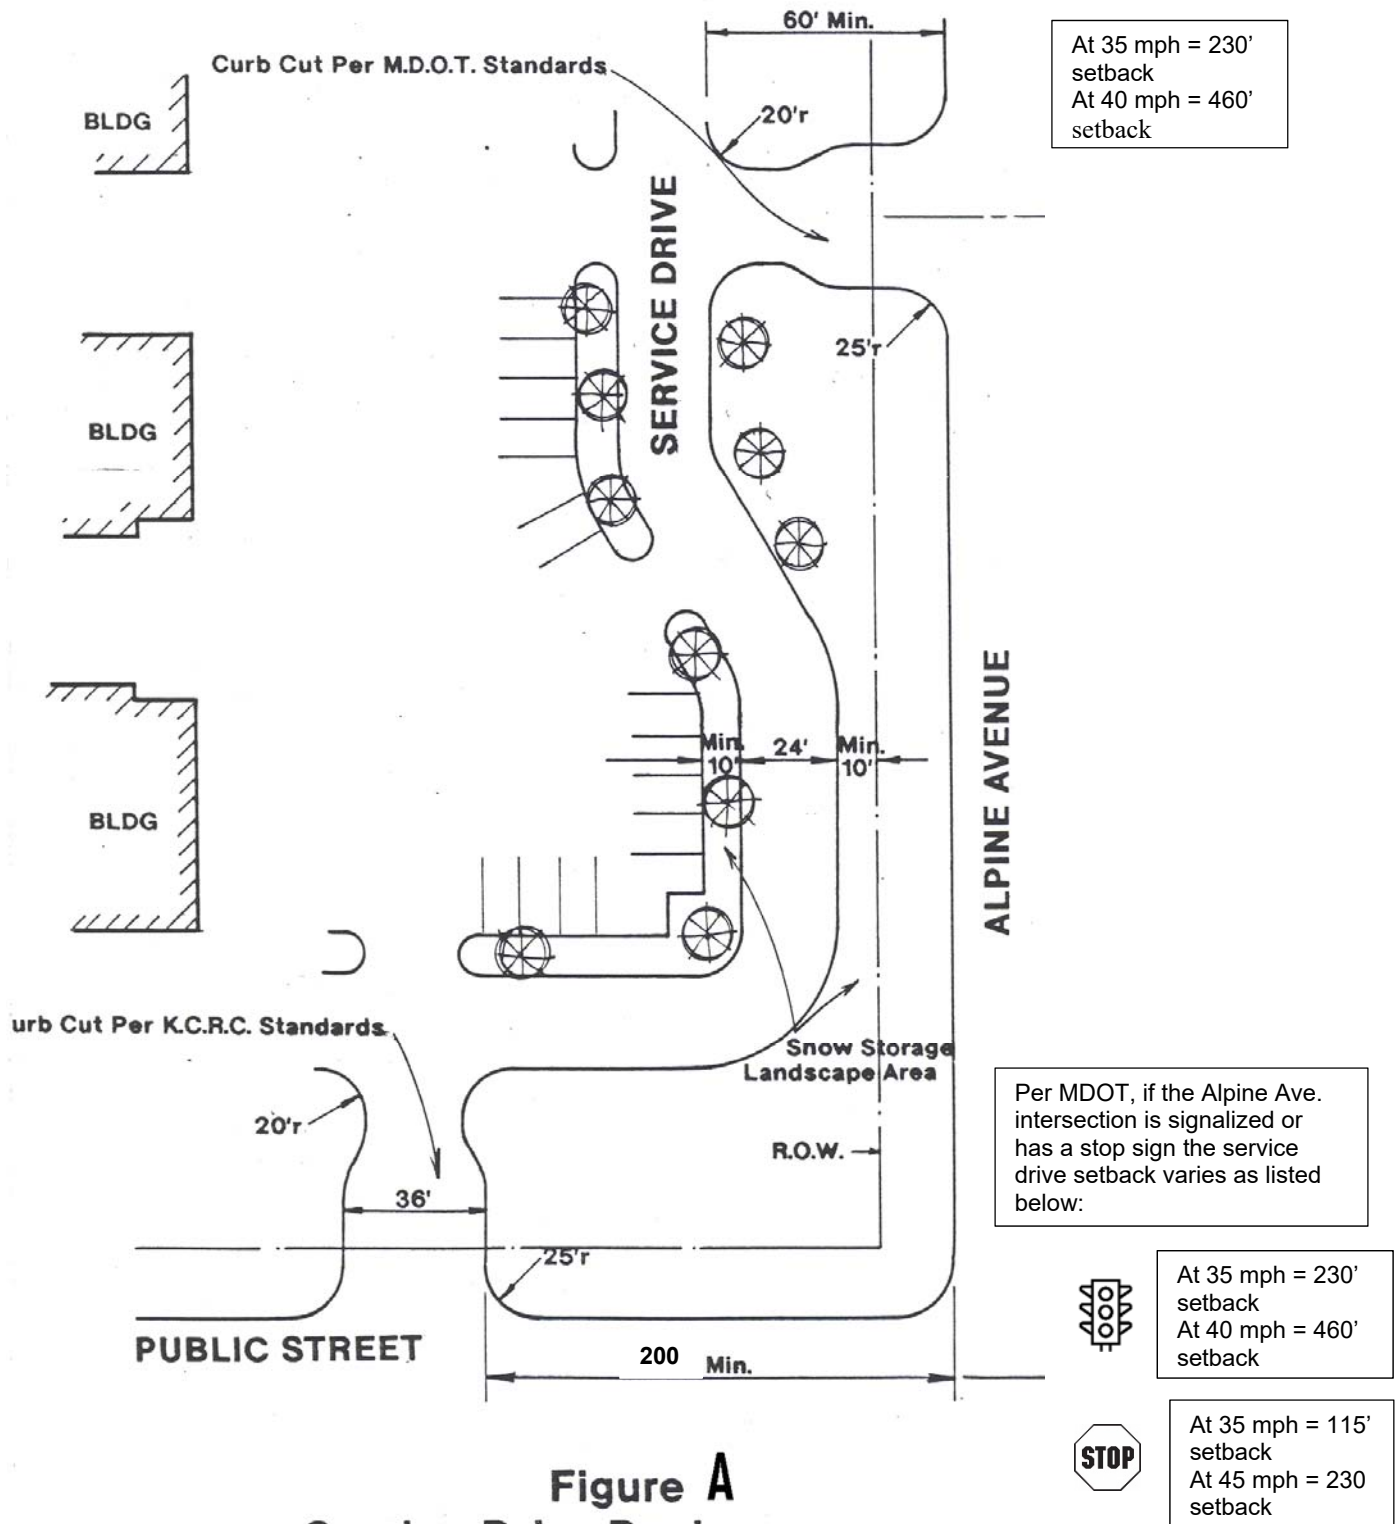 60' Min.
At 35 mph = 230'
setback
At 40 mph = 460'
setback
Curb Cut Per M.D.O.T. Standards
BLDG
20'r
SERVICE DRIVE
25'r
BLDG
ALPINE AVENUE
Min.
10'
24'
Min.
10'
BLDG
urb Cut Per K.C.R.C. Standards
Snow Storage
Landscape Area
20'r
Per MDOT, if the Alpine Ave.
intersection is signalized or
has a stop sign the service
drive setback varies as listed
below:
R.O.W.
36'
25'r
At 35 mph = 230'
setback
At 40 mph = 460'
setback
PUBLIC STREET
200 Min.
STOP
At 35 mph = 115'
setback
At 45 mph = 230
setback
Figure A